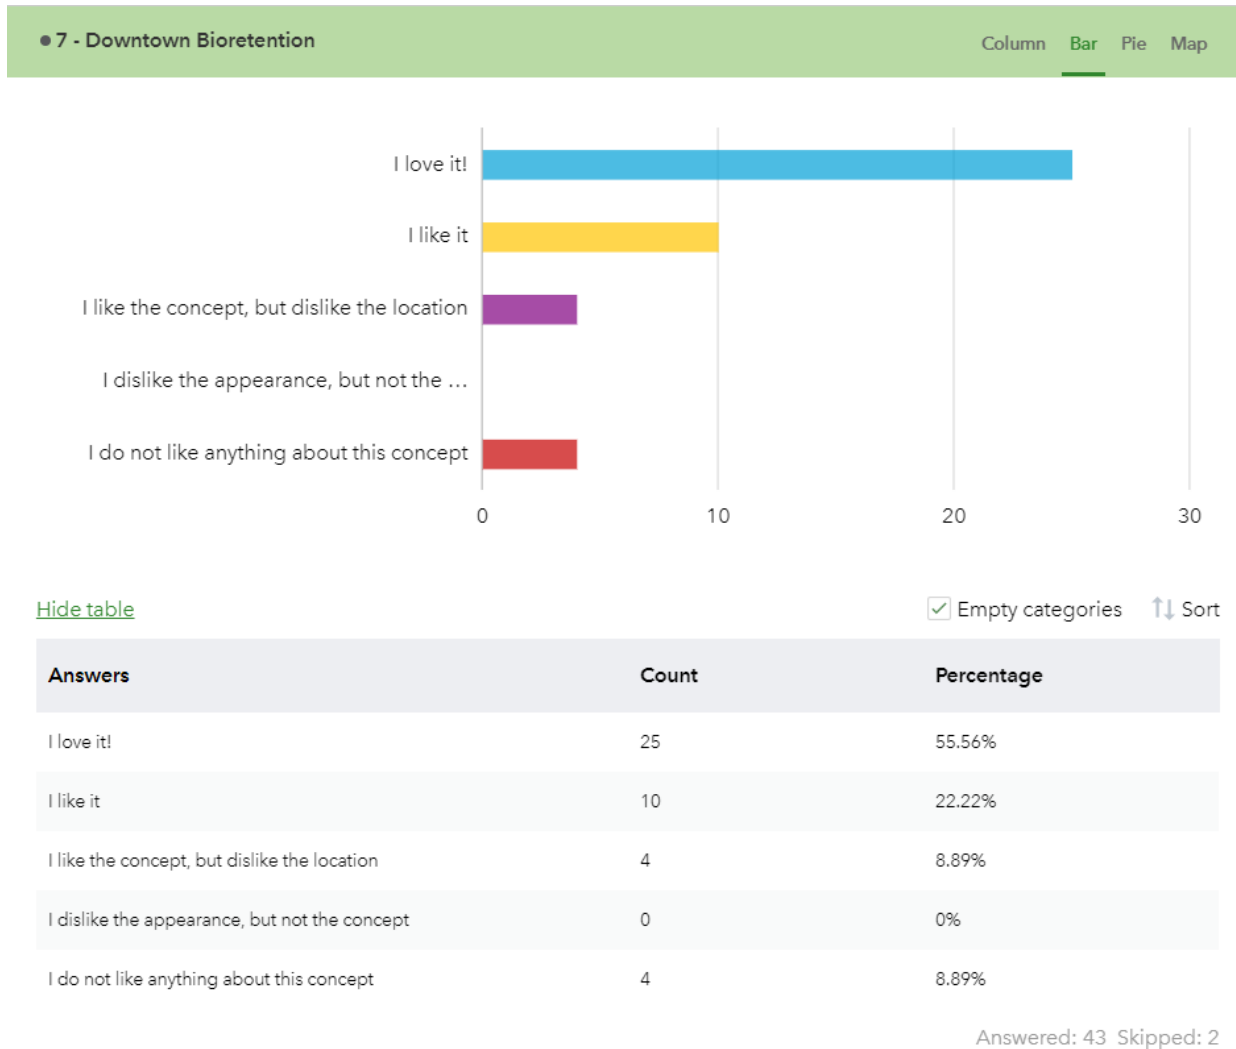 7 - Downtown Bioretention
Column Bar Pie Map
I love it!
I like it
I like the concept, but dislike the location
I dislike the appearance, but not the ...
I do not like anything about this concept
0 10 20 30
Hide table
Empty categories Sort
Answers Count Percentage
I love it! 25 55.56%
I like it 10 22.22%
I like the concept, but dislike the location 4 8.89%
I dislike the appearance, but not the concept 0 0%
I do not like anything about this concept 4 8.89%
Answered: 43 Skipped: 2